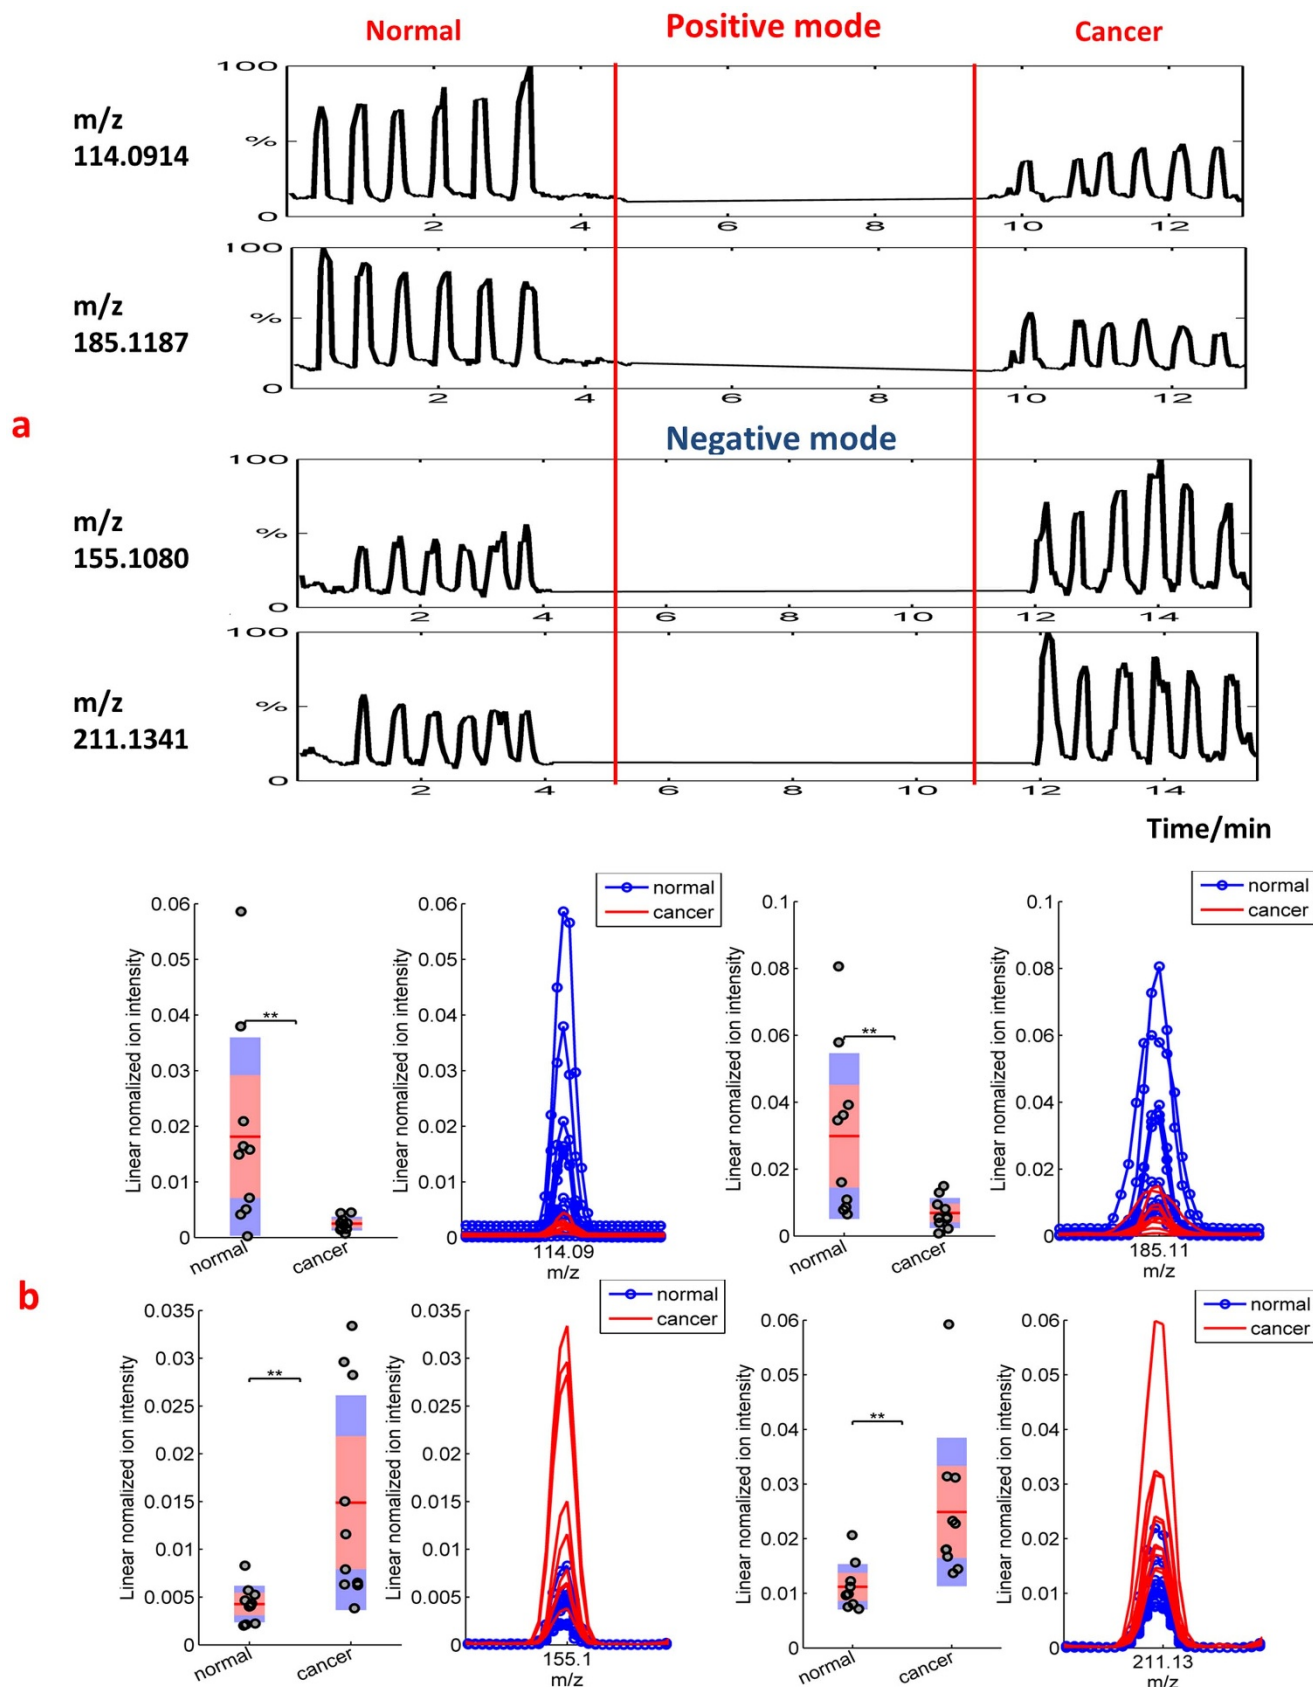 Normal Positive mode Cancer
m/z
114.0914
100
%
0
2 4 6 8 10 12
m/z
185.1187
100
%
0
2 4 6 8 10 12
a
Negative mode
m/z
155.1080
100
%
0
2 4 6 8 10 12 14
m/z
211.1341
100
%
0
2 4 6 8 10 12 14
Time/min
b
Linear nomalized ion intensity
0.06
0.05
0.04
0.03
0.02
0.01
0
**
normal
cancer
Linear nomalized ion intensity
0.06
0.05
0.04
0.03
0.02
0.01
0
normal
cancer
114.09
m/z
Linear nomalized ion intensity
0.1
0.08
0.06
0.04
0.02
0
**
normal
cancer
Linear nomalized ion intensity
0.1
0.08
0.06
0.04
0.02
0
normal
cancer
185.11
m/z
Linear nomalized ion intensity
0.035
0.03
0.025
0.02
0.015
0.01
0.005
0
**
normal
cancer
Linear nomalized ion intensity
0.035
0.03
0.025
0.02
0.015
0.01
0.005
0
normal
cancer
155.1
m/z
Linear nomalized ion intensity
0.06
0.05
0.04
0.03
0.02
0.01
0
**
normal
cancer
Linear nomalized ion intensity
0.06
0.05
0.04
0.03
0.02
0.01
0
normal
cancer
211.13
m/z